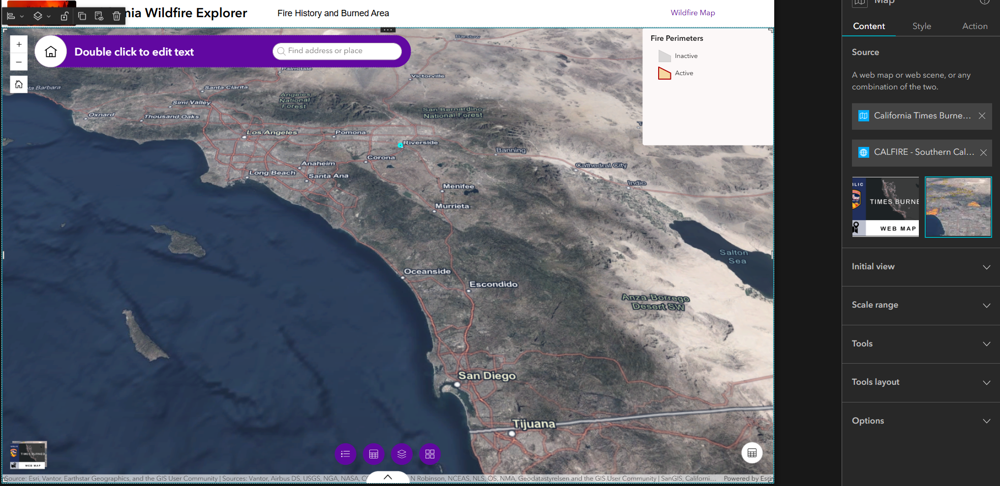 nia Wildfire Explorer
Fire History and Burned Area
Wildfire Map
Double click to edit text
Find address or place
Fire Perimeters
Inactive
Active
Barstow
Palmdale
Victorville
ta Barbara
Santa Clarita
Angeles
National
Forest
Simi Valley
San Bernardino
National Forest
Oxnard
Thousand Oaks
Los Angeles
Pomona
Riverside
Banning
Corona
Anaheim
Cathedral City
Long Beach
Santa Ana
Indio
Menifee
Murrieta
Salton
Sea
Oceanside
Escondido
Anza-Borrego
Desert SW
San Diego
Tijuana
TIMES BURNED
WEB MAP
Source: Esri, Vantor, Earthstar Geographics, and the GIS User Community | Sources: Vantor, Airbus DS, USGS, NGA, NASA, C
N Robinson, NCEAS, NLS, OS, NMA, Geodatastyrelsen and the GIS User Community | SanGIS, Californi...
Powered by Esri
Map
Content
Style
Action
Source
A web map or web scene, or any
combination of the two.
California Times Burne...
CALFIRE - Southern Cal...
BLIC
TIMES BURNE
WEB MAP
Initial view
Scale range
Tools
Tools layout
Options